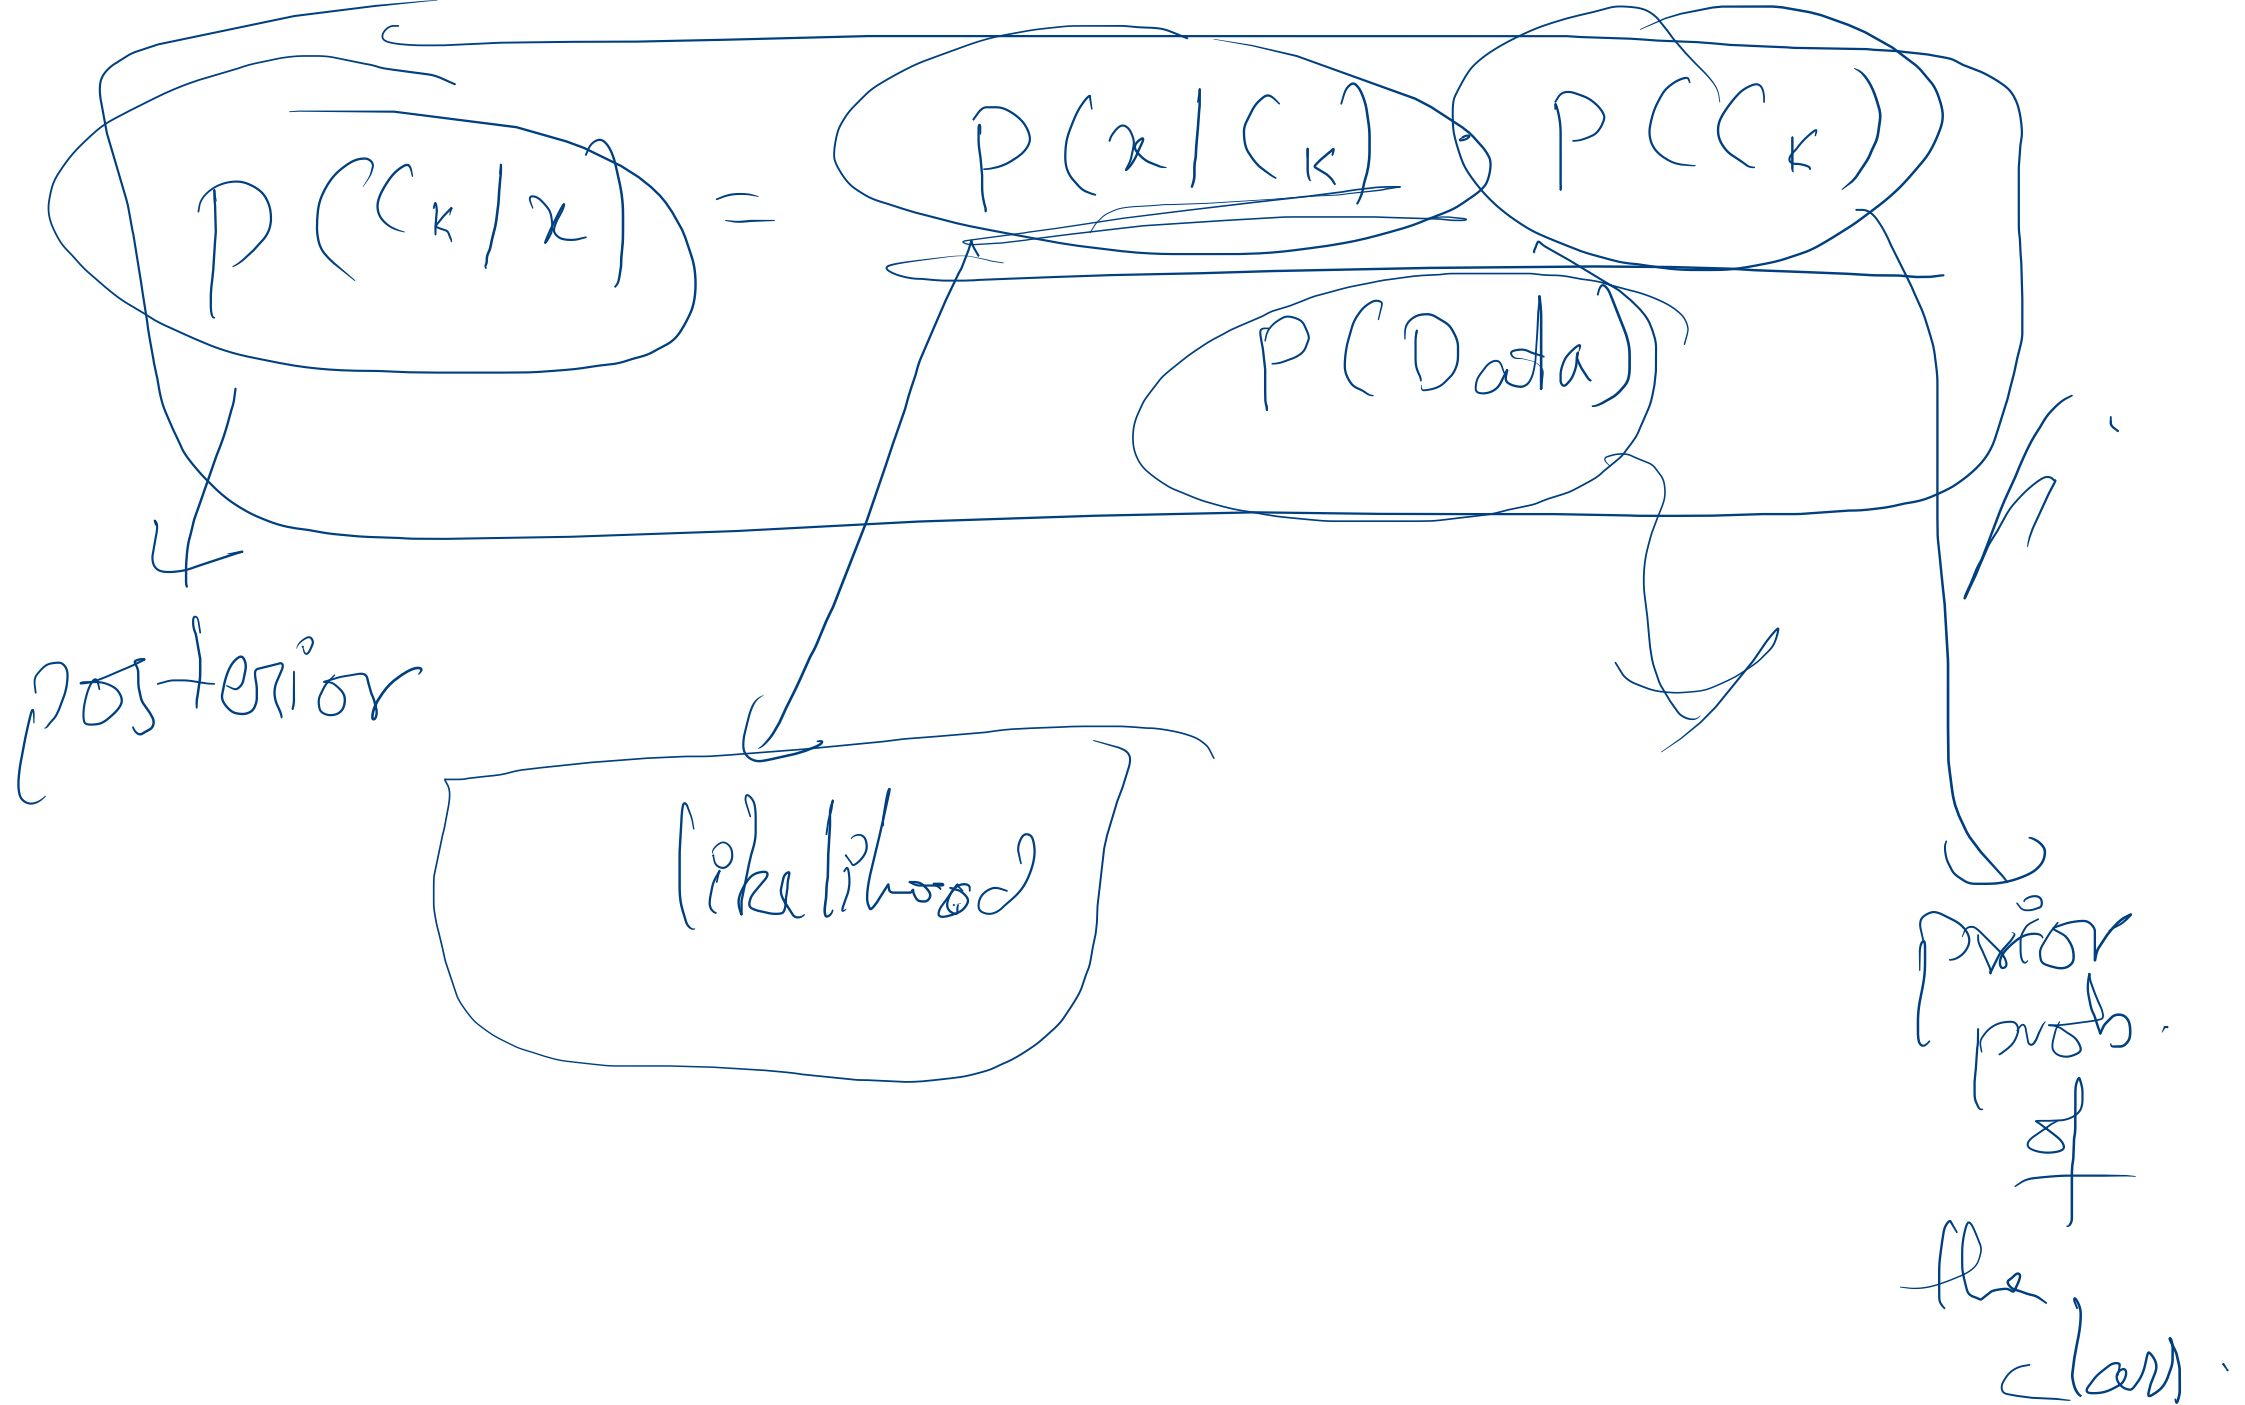 P(Ck|x) = P(x|Ck) · P(Ck)
P(Data)
posterior
likelihood
prior
prob.
of
the
class.